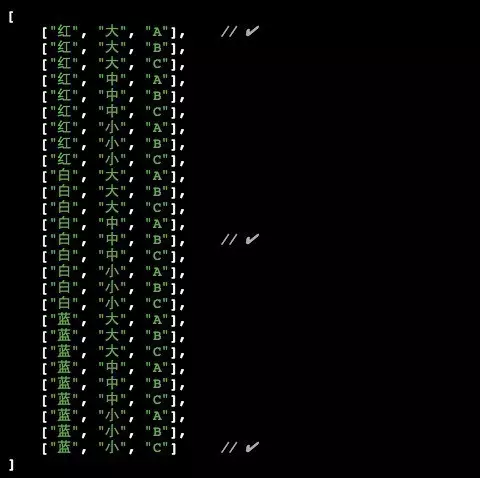 [
["红", "大", "A"], // ✔
["红", "大", "B"],
["红", "大", "C"],
["红", "中", "A"],
["红", "中", "B"],
["红", "中", "C"],
["红", "小", "A"],
["红", "小", "B"],
["红", "小", "C"],
["白", "大", "A"],
["白", "大", "B"],
["白", "大", "C"],
["白", "中", "A"],
["白", "中", "B"], // ✔
["白", "中", "C"],
["白", "小", "A"],
["白", "小", "B"],
["白", "小", "C"],
["蓝", "大", "A"],
["蓝", "大", "B"],
["蓝", "大", "C"],
["蓝", "中", "A"],
["蓝", "中", "B"],
["蓝", "中", "C"],
["蓝", "小", "A"],
["蓝", "小", "B"],
["蓝", "小", "C"] // ✔
]